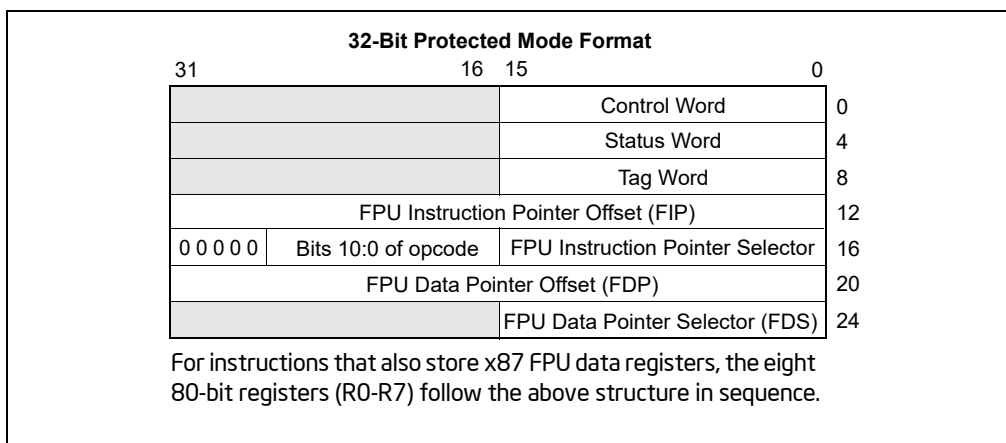 32-Bit Protected Mode Format
31 16 15 0
Control Word 0
Status Word 4
Tag Word 8
FPU Instruction Pointer Offset (FIP) 12
0 0 0 0 0 Bits 10:0 of opcode FPU Instruction Pointer Selector 16
FPU Data Pointer Offset (FDP) 20
FPU Data Pointer Selector (FDS) 24
For instructions that also store x87 FPU data registers, the eight
80-bit registers (R0-R7) follow the above structure in sequence.